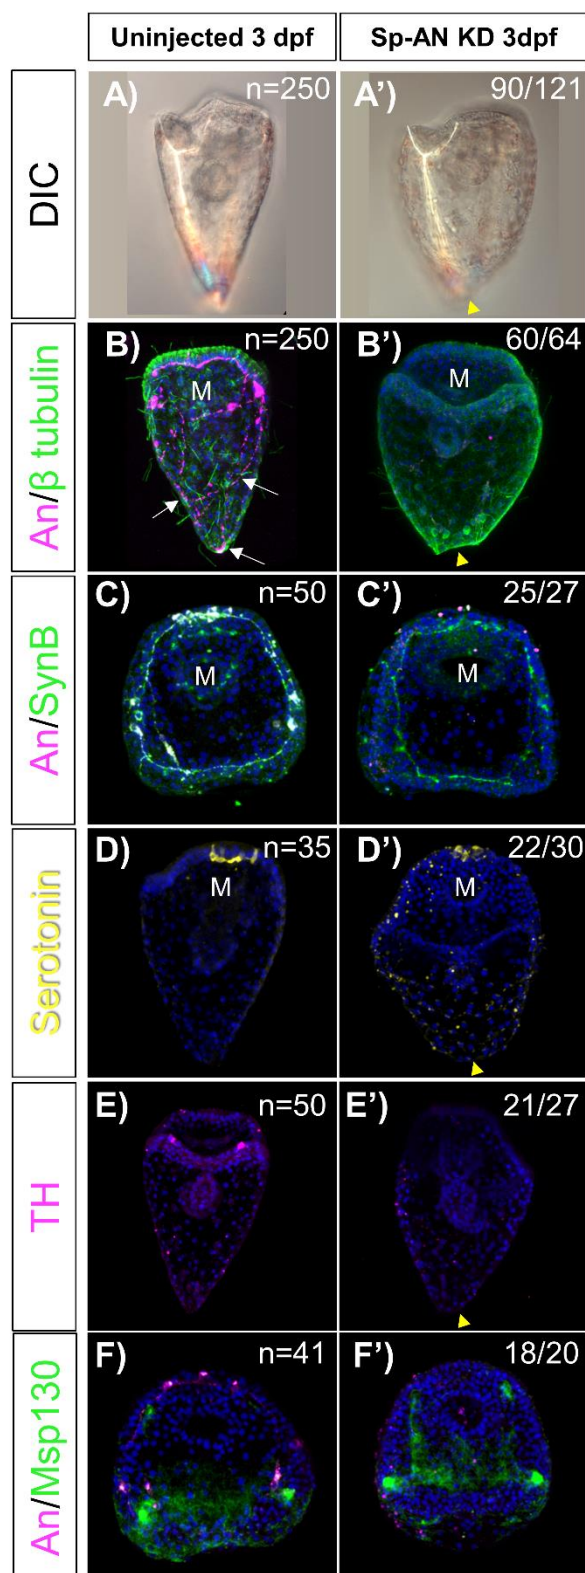 Uninjected 3 dpf
Sp-AN KD 3dpf
DIC
A)
n=250
A’)
90/121
An/β tubulin
B)
n=250
M
B’)
60/64
M
An/SynB
C)
n=50
M
C’)
25/27
M
Serotonin
D)
n=35
M
D’)
22/30
M
TH
E)
n=50
E’)
21/27
An/Msp130
F)
n=41
F’)
18/20